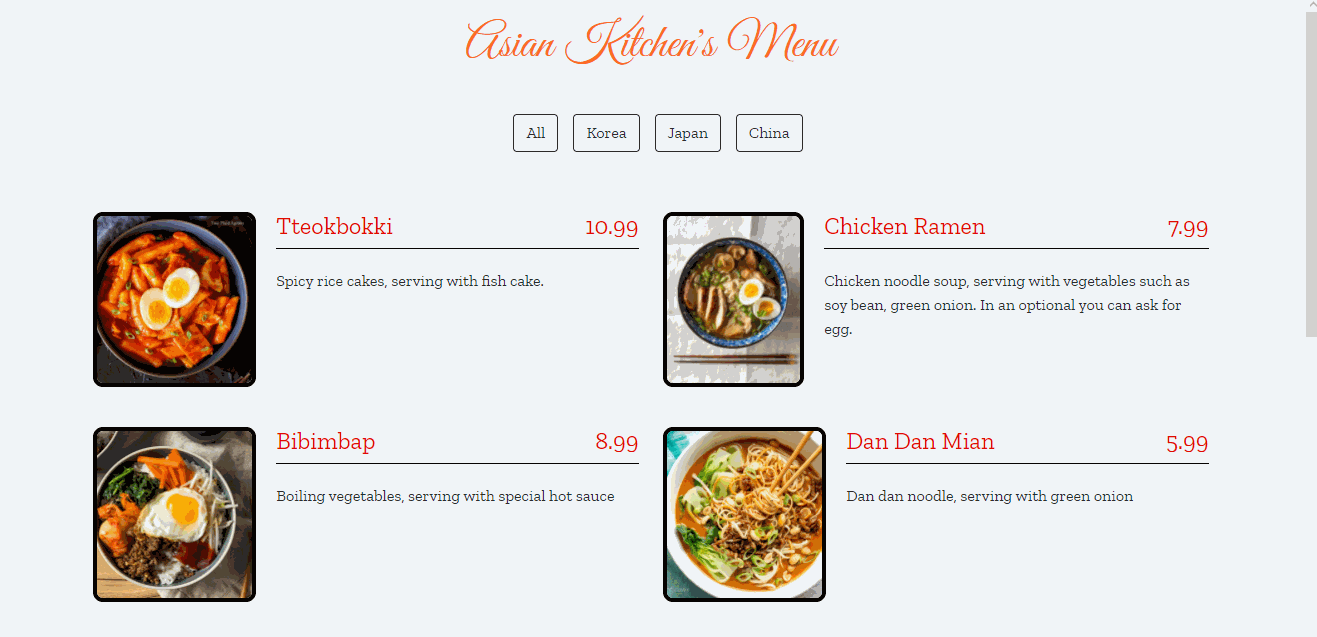 Asian Kitchen's Menu
All
Korea
Japan
China
Tteokbokki 10.99
Spicy rice cakes, serving with fish cake.
Chicken Ramen 7.99
Chicken noodle soup, serving with vegetables such as
soy bean, green onion. In an optional you can ask for
egg.
Bibimbap 8.99
Boiling vegetables, serving with special hot sauce
Dan Dan Mian 5.99
Dan dan noodle, serving with green onion